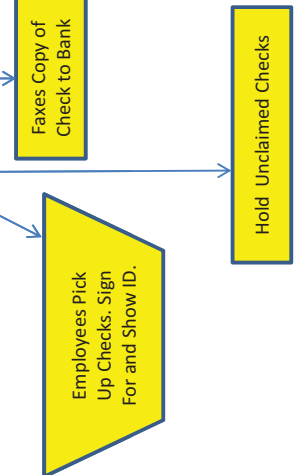 Faxes Copy of
Check to Bank
Employees Pick
Up Checks. Sign
For and Show ID.
Hold Unclaimed Checks